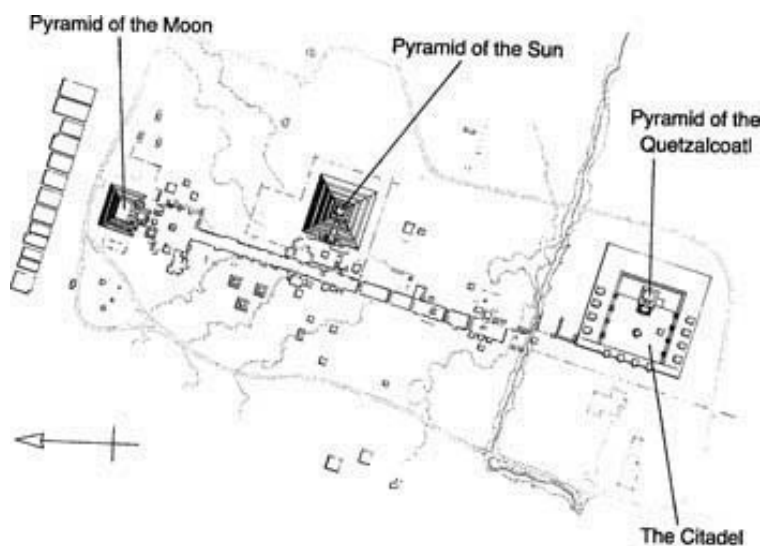 Pyramid of the Moon
Pyramid of the Sun
Pyramid of the
Quetzalcoatl
The Citadel